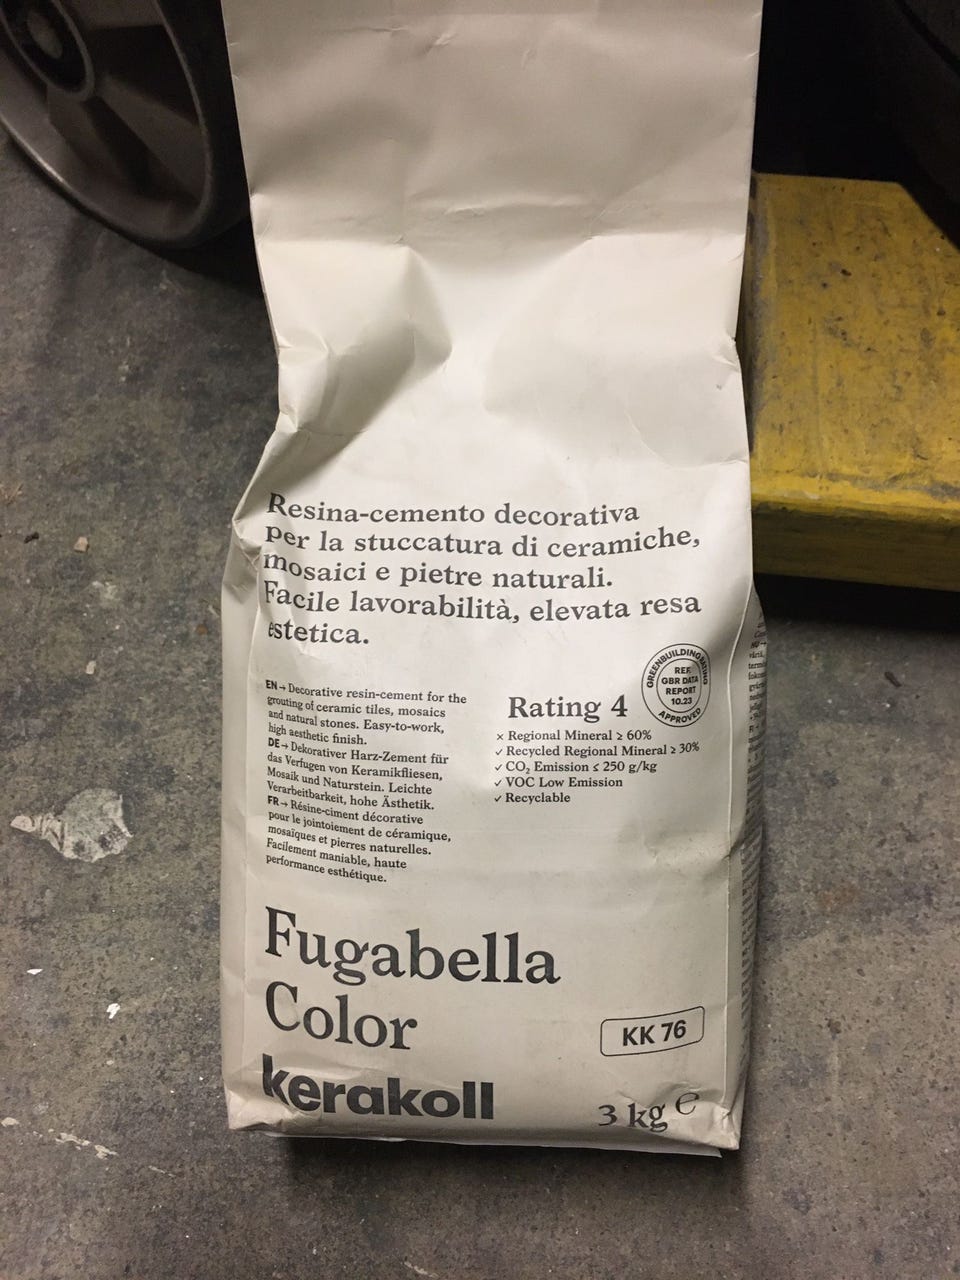 Resina-cemento decorativa
per la stuccatura di ceramiche,
mosaici e pietre naturali.
Facile lavorabilità, elevata resa
estetica.
EN → Decorative resin-cement for the
grouting of ceramic tiles, mosaics
and natural stones. Easy-to-work,
high aesthetic finish.
DE → Dekorativer Harz-Zement für
das Verfugen von Keramikfliesen,
Mosaik und Naturstein. Leichte
Verarbeitbarkeit, hohe Ästhetik.
FR → Résine-ciment décorative
pour le jointoiement de céramique,
mosaïques et pierres naturelles.
Facilement maniable, haute
performance esthétique.
GREENBUILDING RATING
REF.
GBR DATA
REPORT
10.23
APPROVED
Rating 4
× Regional Mineral ≥ 60%
✓ Recycled Regional Mineral ≥ 30%
✓ CO₂ Emission ≤ 250 g/kg
✓ VOC Low Emission
✓ Recyclable
Fugabella
Color
KK 76
kerakoll
3 kg ℮